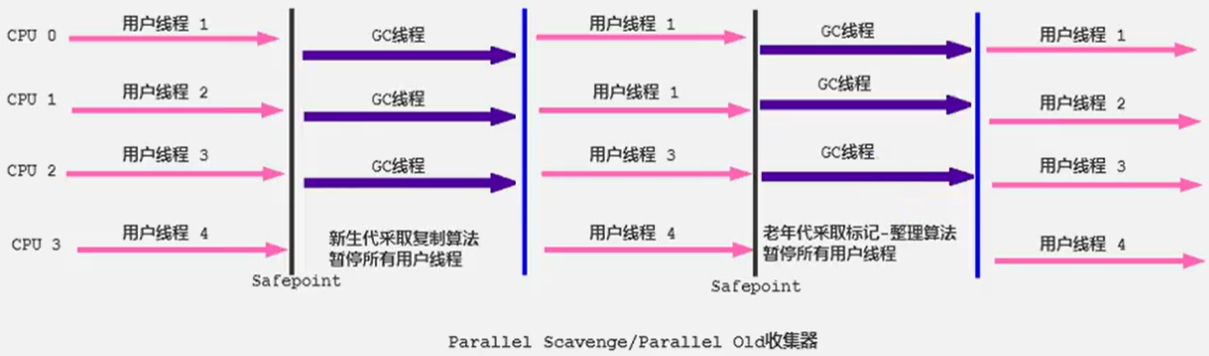 CPU 0 用户线程 1 GC线程 用户线程 1 GC线程 用户线程 1
CPU 1 用户线程 2 GC线程 用户线程 1 GC线程 用户线程 2
CPU 2 用户线程 3 GC线程 用户线程 3 GC线程 用户线程 3
CPU 3 用户线程 4 用户线程 4 用户线程 4
新生代采取复制算法
暂停所有用户线程
老年代采取标记-整理算法
暂停所有用户线程
Safepoint
Safepoint
Parallel Scavenge/Parallel Old收集器